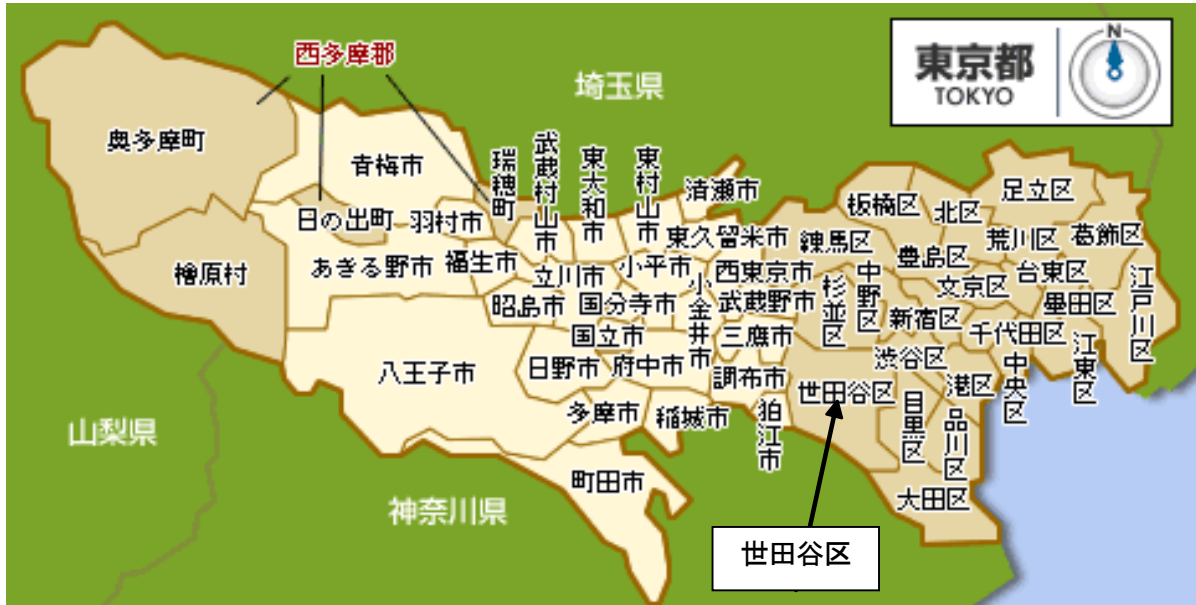 東京都
TOKYO
N
西多摩郡
埼玉県
奥多摩町
青梅市
瑞穂町
武蔵村山市
東大和市
東村山市
清瀬市
板橋区
北区
足立区
日の出町
羽村市
東久留米市
練馬区
豊島区
荒川区
葛飾区
檜原村
あきる野市
福生市
立川市
小平市
西東京市
中野区
文京区
台東区
江戸川区
昭島市
国分寺市
小金井市
武蔵野市
杉並区
新宿区
千代田区
墨田区
国立市
三鷹市
八王子市
日野市
府中市
調布市
世田谷区
渋谷区
港区
中央区
江東区
多摩市
稲城市
狛江市
目黒区
品川区
山梨県
町田市
大田区
神奈川県
世田谷区